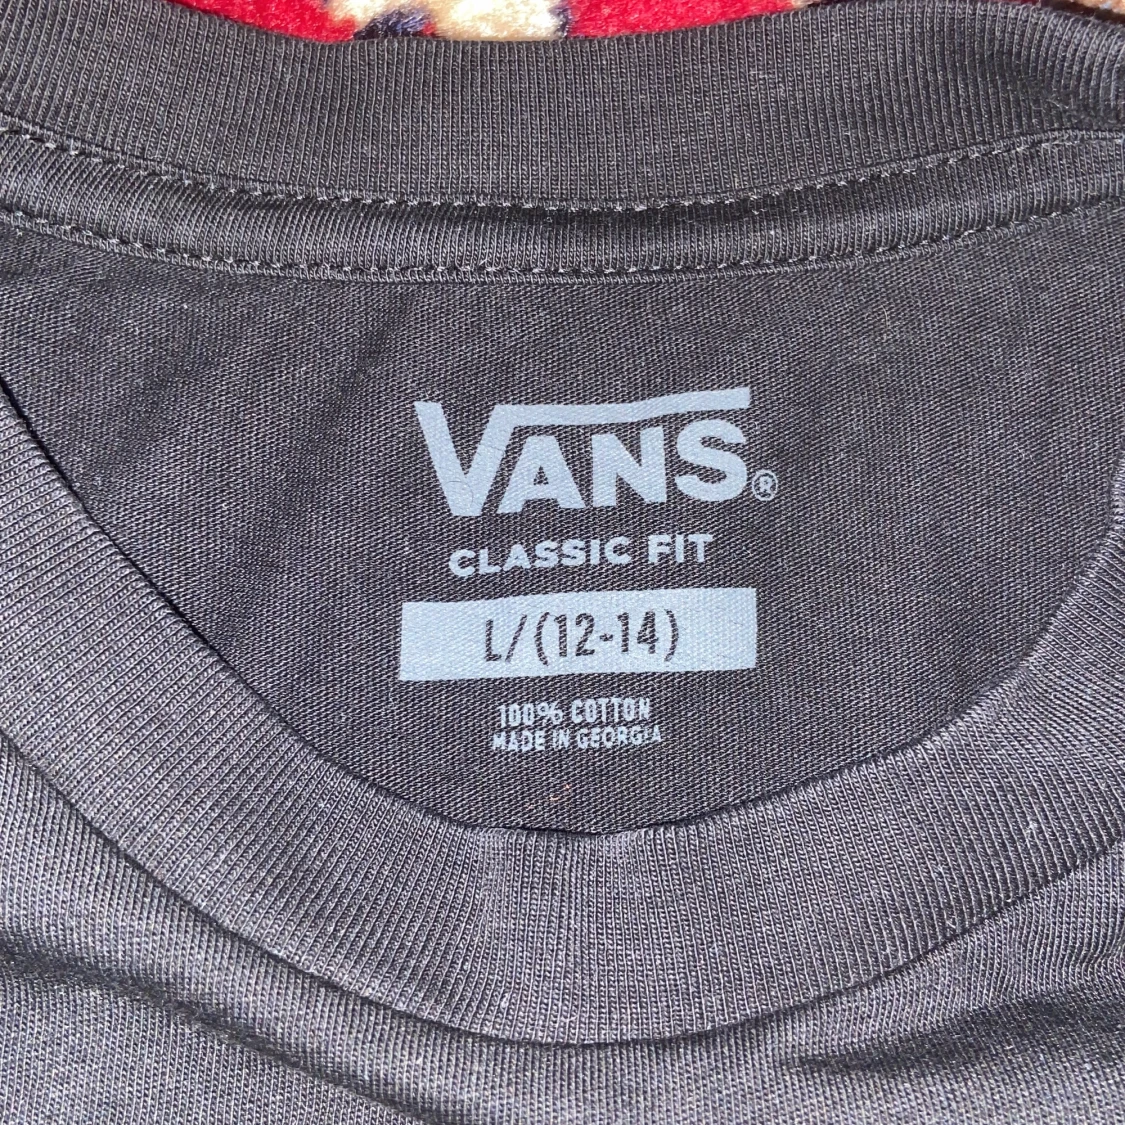 VANS®
CLASSIC FIT
L/(12-14)
100% COTTON
MADE IN GEORGIA